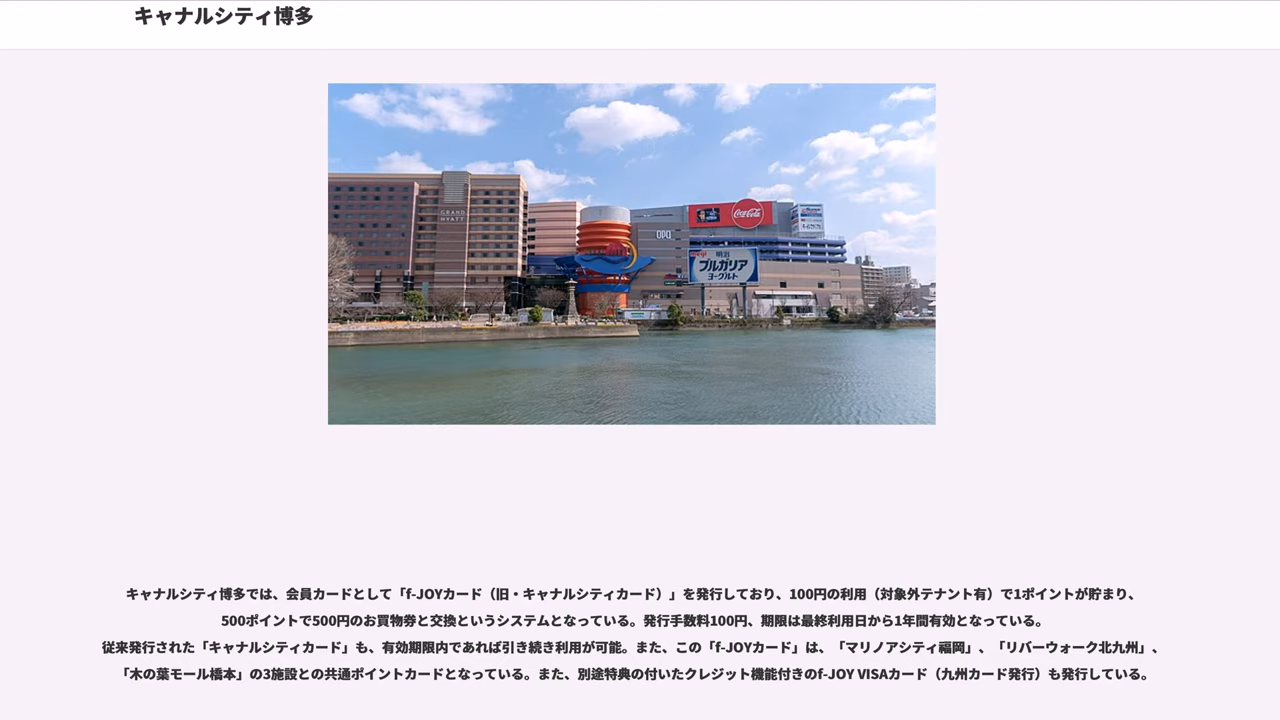 キャナルシティ博多
GRAND
HYATT
OPA
Coca-Cola
meiji
明治
ブルガリア
ヨーグルト
キャナルシティ博多では、会員カードとして「f-JOYカード（旧・キャナルシティカード）」を発行しており、100円の利用（対象外テナント有）で1ポイントが貯まり、
500ポイントで500円のお買物券と交換というシステムとなっている。発行手数料100円、期限は最終利用日から1年間有効となっている。
従来発行された「キャナルシティカード」も、有効期限内であれば引き続き利用が可能。また、この「f-JOYカード」は、「マリノアシティ福岡」、「リバーウォーク北九州」、
「木の葉モール橋本」の3施設との共通ポイントカードとなっている。また、別途特典の付いたクレジット機能付きのf-JOY VISAカード（九州カード発行）も発行している。